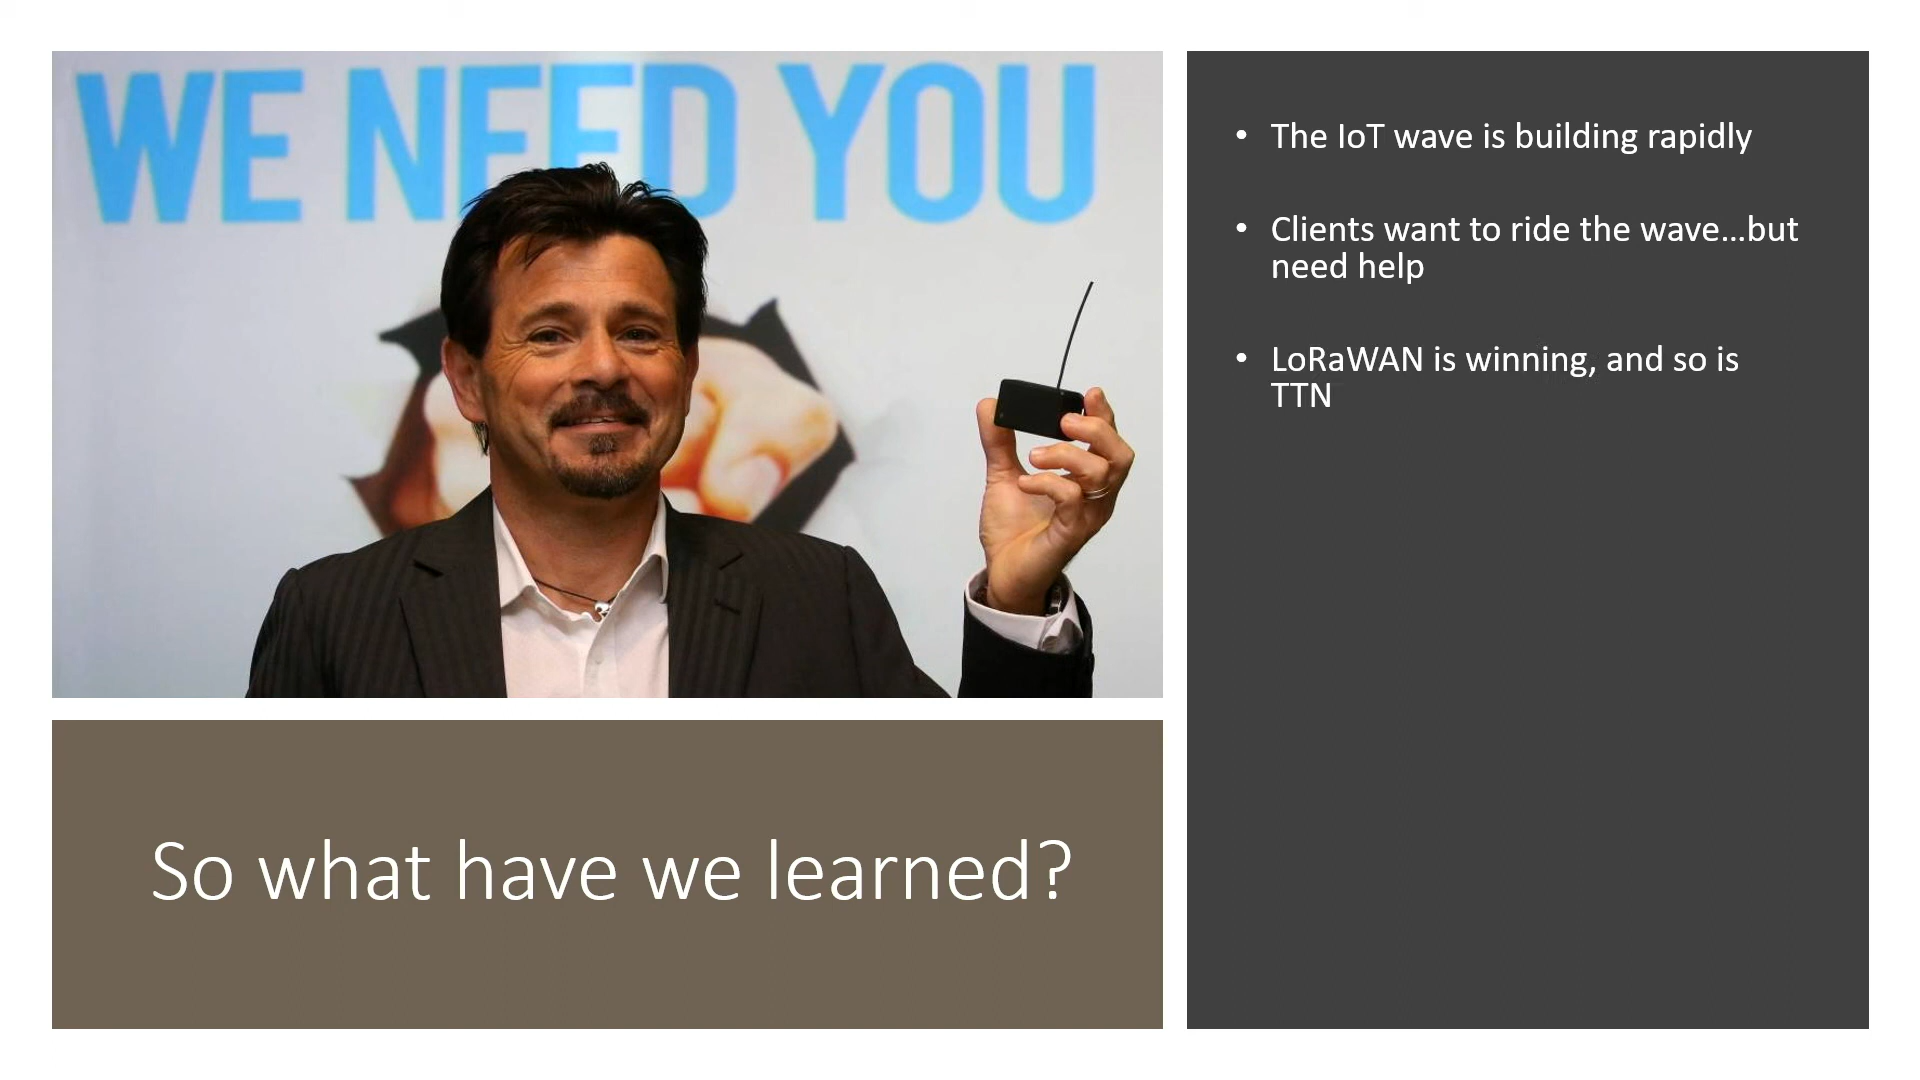 WE NEED YOU
So what have we learned?
• The IoT wave is building rapidly
• Clients want to ride the wave...but
need help
• LoRaWAN is winning, and so is
TTN